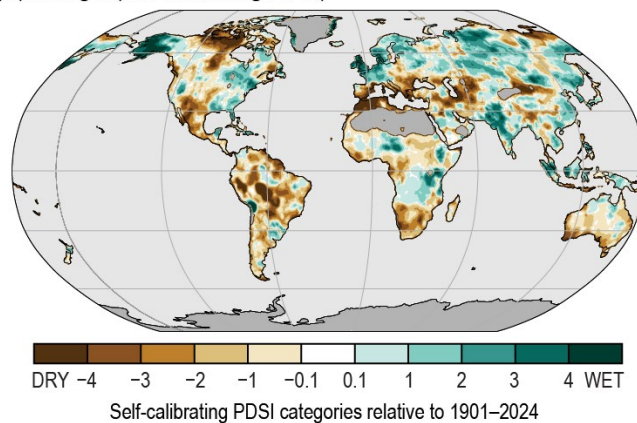 DRY −4 −3 −2 −1 −0.1 0.1 1 2 3 4 WET
Self-calibrating PDSI categories relative to 1901–2024